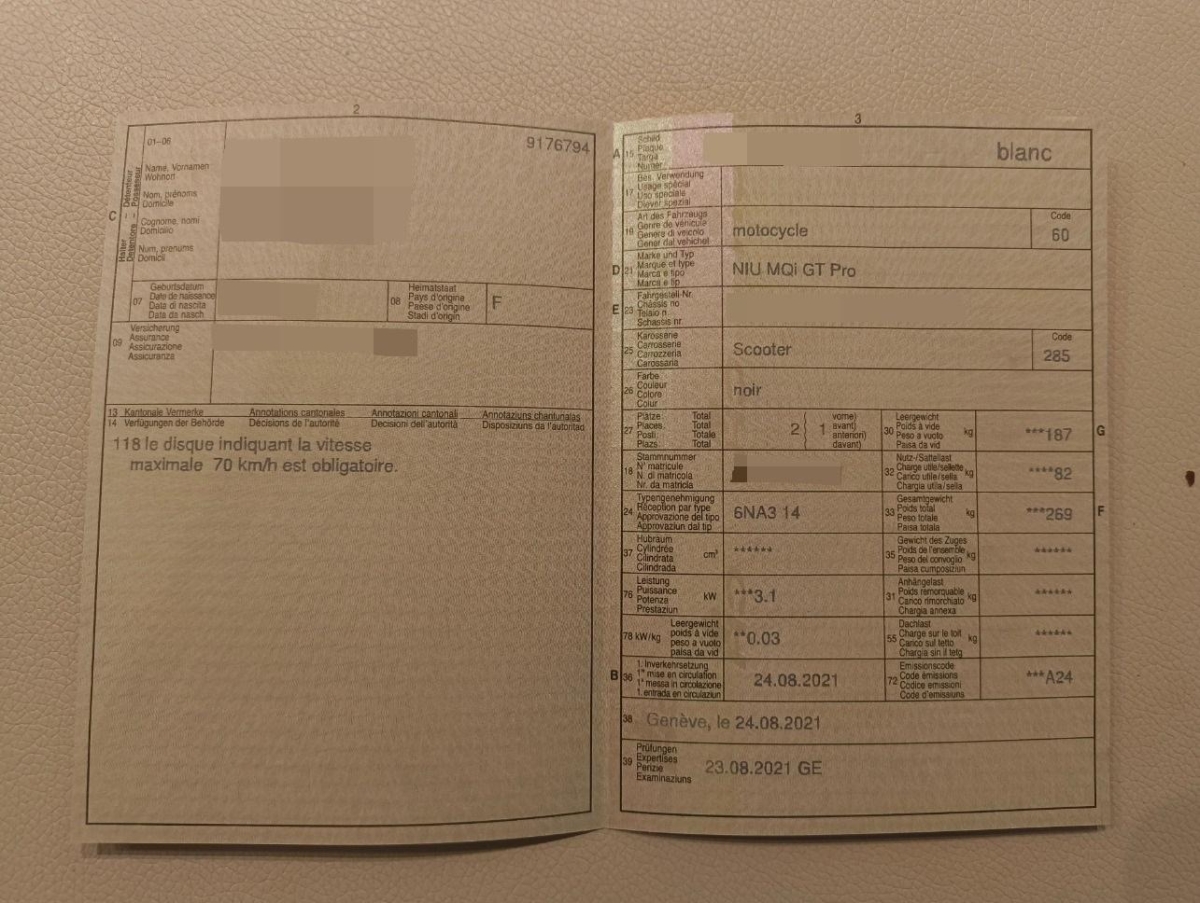 2
01-06
9176794
Name, Vornamen
Wohnort
Nom, prénoms
Domicile
C
Cognome, nomi
Domicilio
Num, prenums
Domicil
07
Geburtsdatum
Date de naissance
Data di nascita
Data da nasch
08
Heimatstaat
Pays d'origine
Paese d'origine
Stadi d'origin
F
09
Versicherung
Assurance
Assicurazione
Assicuranza
13 Kantonale Vermerke Annotations cantonales Annotazioni cantonali Annotaziuns chantunalas
14 Verfügungen der Behörde Décisions de l'autorité Decisioni dell'autorità Disposiziuns da l'autoritad
118 le disque indiquant la vitesse
maximale 70 km/h est obligatoire.
3
A 15
Schild
Plaque
Targa
Numer
blanc
17
Bes. Verwendung
Usage spécial
Uso speciale
Diever spezial
19
Art des Fahrzeugs
Genre de véhicule
Genere di veicolo
Gener dal vehichel
motocycle
Code
60
D 21
Marke und Typ
Marque et type
Marca e tipo
Marca e tip
NIU MQi GT Pro
E 23
Fahrgestell-Nr.
Châssis no
Telaio n.
Schassis nr.
25
Karosserie
Carrosserie
Carrozzeria
Carossaria
Scooter
Code
285
26
Farbe
Couleur
Colore
Colur
noir
27
Plätze Total
Places. Total
Posti. Totale
Plazs. Total
2 ( 1
vorne)
avant)
anteriori)
davant)
30
Leergewicht
Poids à vide
Peso a vuoto
Paisa da vid
kg
***187
G
18
Stammnummer
N° matricule
N. di matricola
Nr. da matricla
32
Nutz-/Sattellast
Charge utile/sellette
Carico utile/sella
Chargia utila/sella
kg
****82
24
Typengenehmigung
Réception par type
Approvazione del tipo
Approvaziun dal tip
6NA3 14
33
Gesamtgewicht
Poids total
Peso totale
Paisa totala
kg
***269
F
37
Hubraum
Cylindrée
Cilindrata
Cilindrada
cm³
******
35
Gewicht des Zuges
Poids de l'ensemble
Peso del convoglio
Paisa cumposiziun
kg
******
76
Leistung
Puissance
Potenza
Prestaziun
kW
***3.1
31
Anhängelast
Poids remorquable
Carico rimorchiato
Chargia annexa
kg
******
78 kW/kg
Leergewicht
poids à vide
peso a vuoto
paisa da vid
**0.03
55
Dachlast
Charge sur le toit
Carico sul tetto
Chargia sin il tetg
kg
******
B 36
1. Inverkehrsetzung
1re mise en circulation
1a messa in circolazione
1. entrada en circulaziun
24.08.2021
72
Emissionscode
Code émissions
Codice emissioni
Code d'emissiuns
***A24
38 Genève, le 24.08.2021
39
Prüfungen
Expertises
Perizie
Examinaziuns
23.08.2021 GE